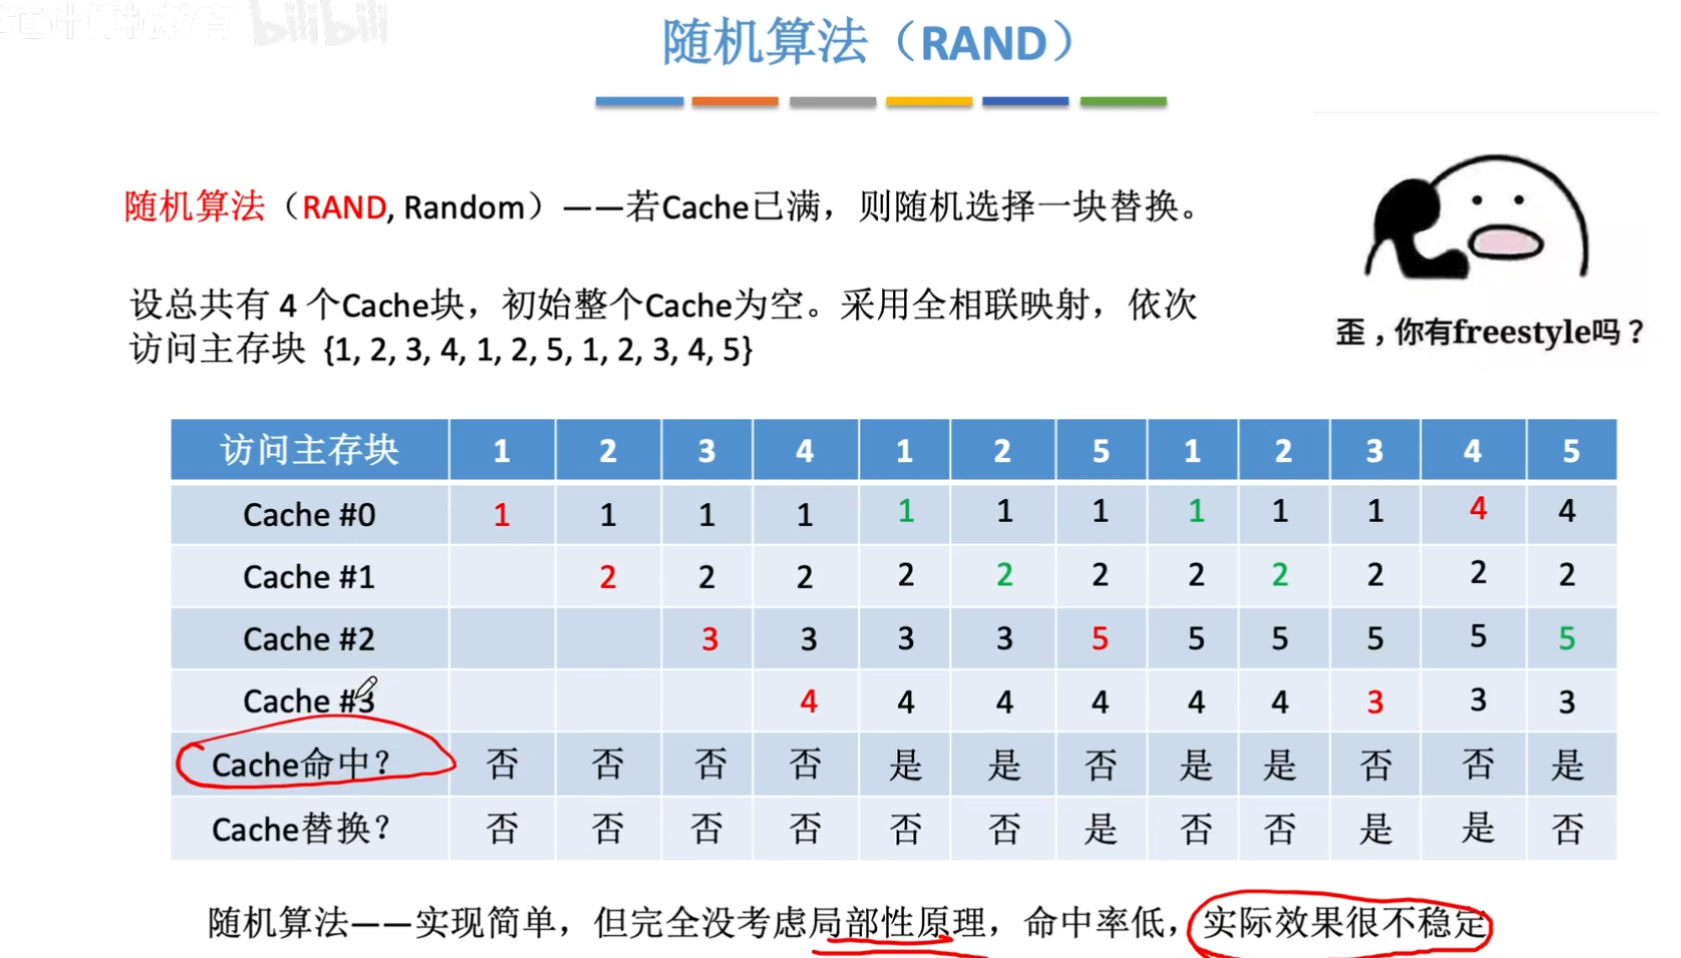 道计算机教育 bilibili
随机算法（RAND）
随机算法（RAND, Random）——若Cache已满，则随机选择一块替换。
设总共有 4 个Cache块，初始整个Cache为空。采用全相联映射，依次
访问主存块 {1, 2, 3, 4, 1, 2, 5, 1, 2, 3, 4, 5}
歪，你有freestyle吗？
访问主存块 1 2 3 4 1 2 5 1 2 3 4 5
Cache #0 1 1 1 1 1 1 1 1 1 1 4 4
Cache #1 2 2 2 2 2 2 2 2 2 2 2
Cache #2 3 3 3 3 5 5 5 5 5 5
Cache #3 4 4 4 4 4 4 3 3 3
Cache命中？ 否 否 否 否 是 是 否 是 是 否 否 是
Cache替换？ 否 否 否 否 否 否 是 否 否 是 是 否
随机算法——实现简单，但完全没考虑局部性原理，命中率低，实际效果很不稳定